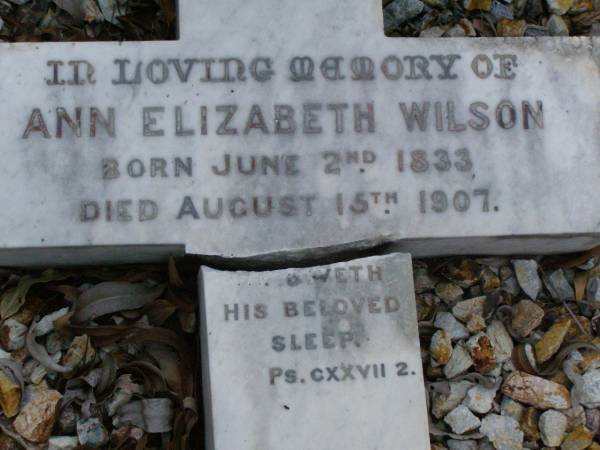 IN LOVING MEMORY OF
ANN ELIZABETH WILSON
BORN JUNE 2ND. 1833
DIED AUGUST 15TH. 1907.
HIS BELOVED
SLEEP.
PS. CXXVII 2.